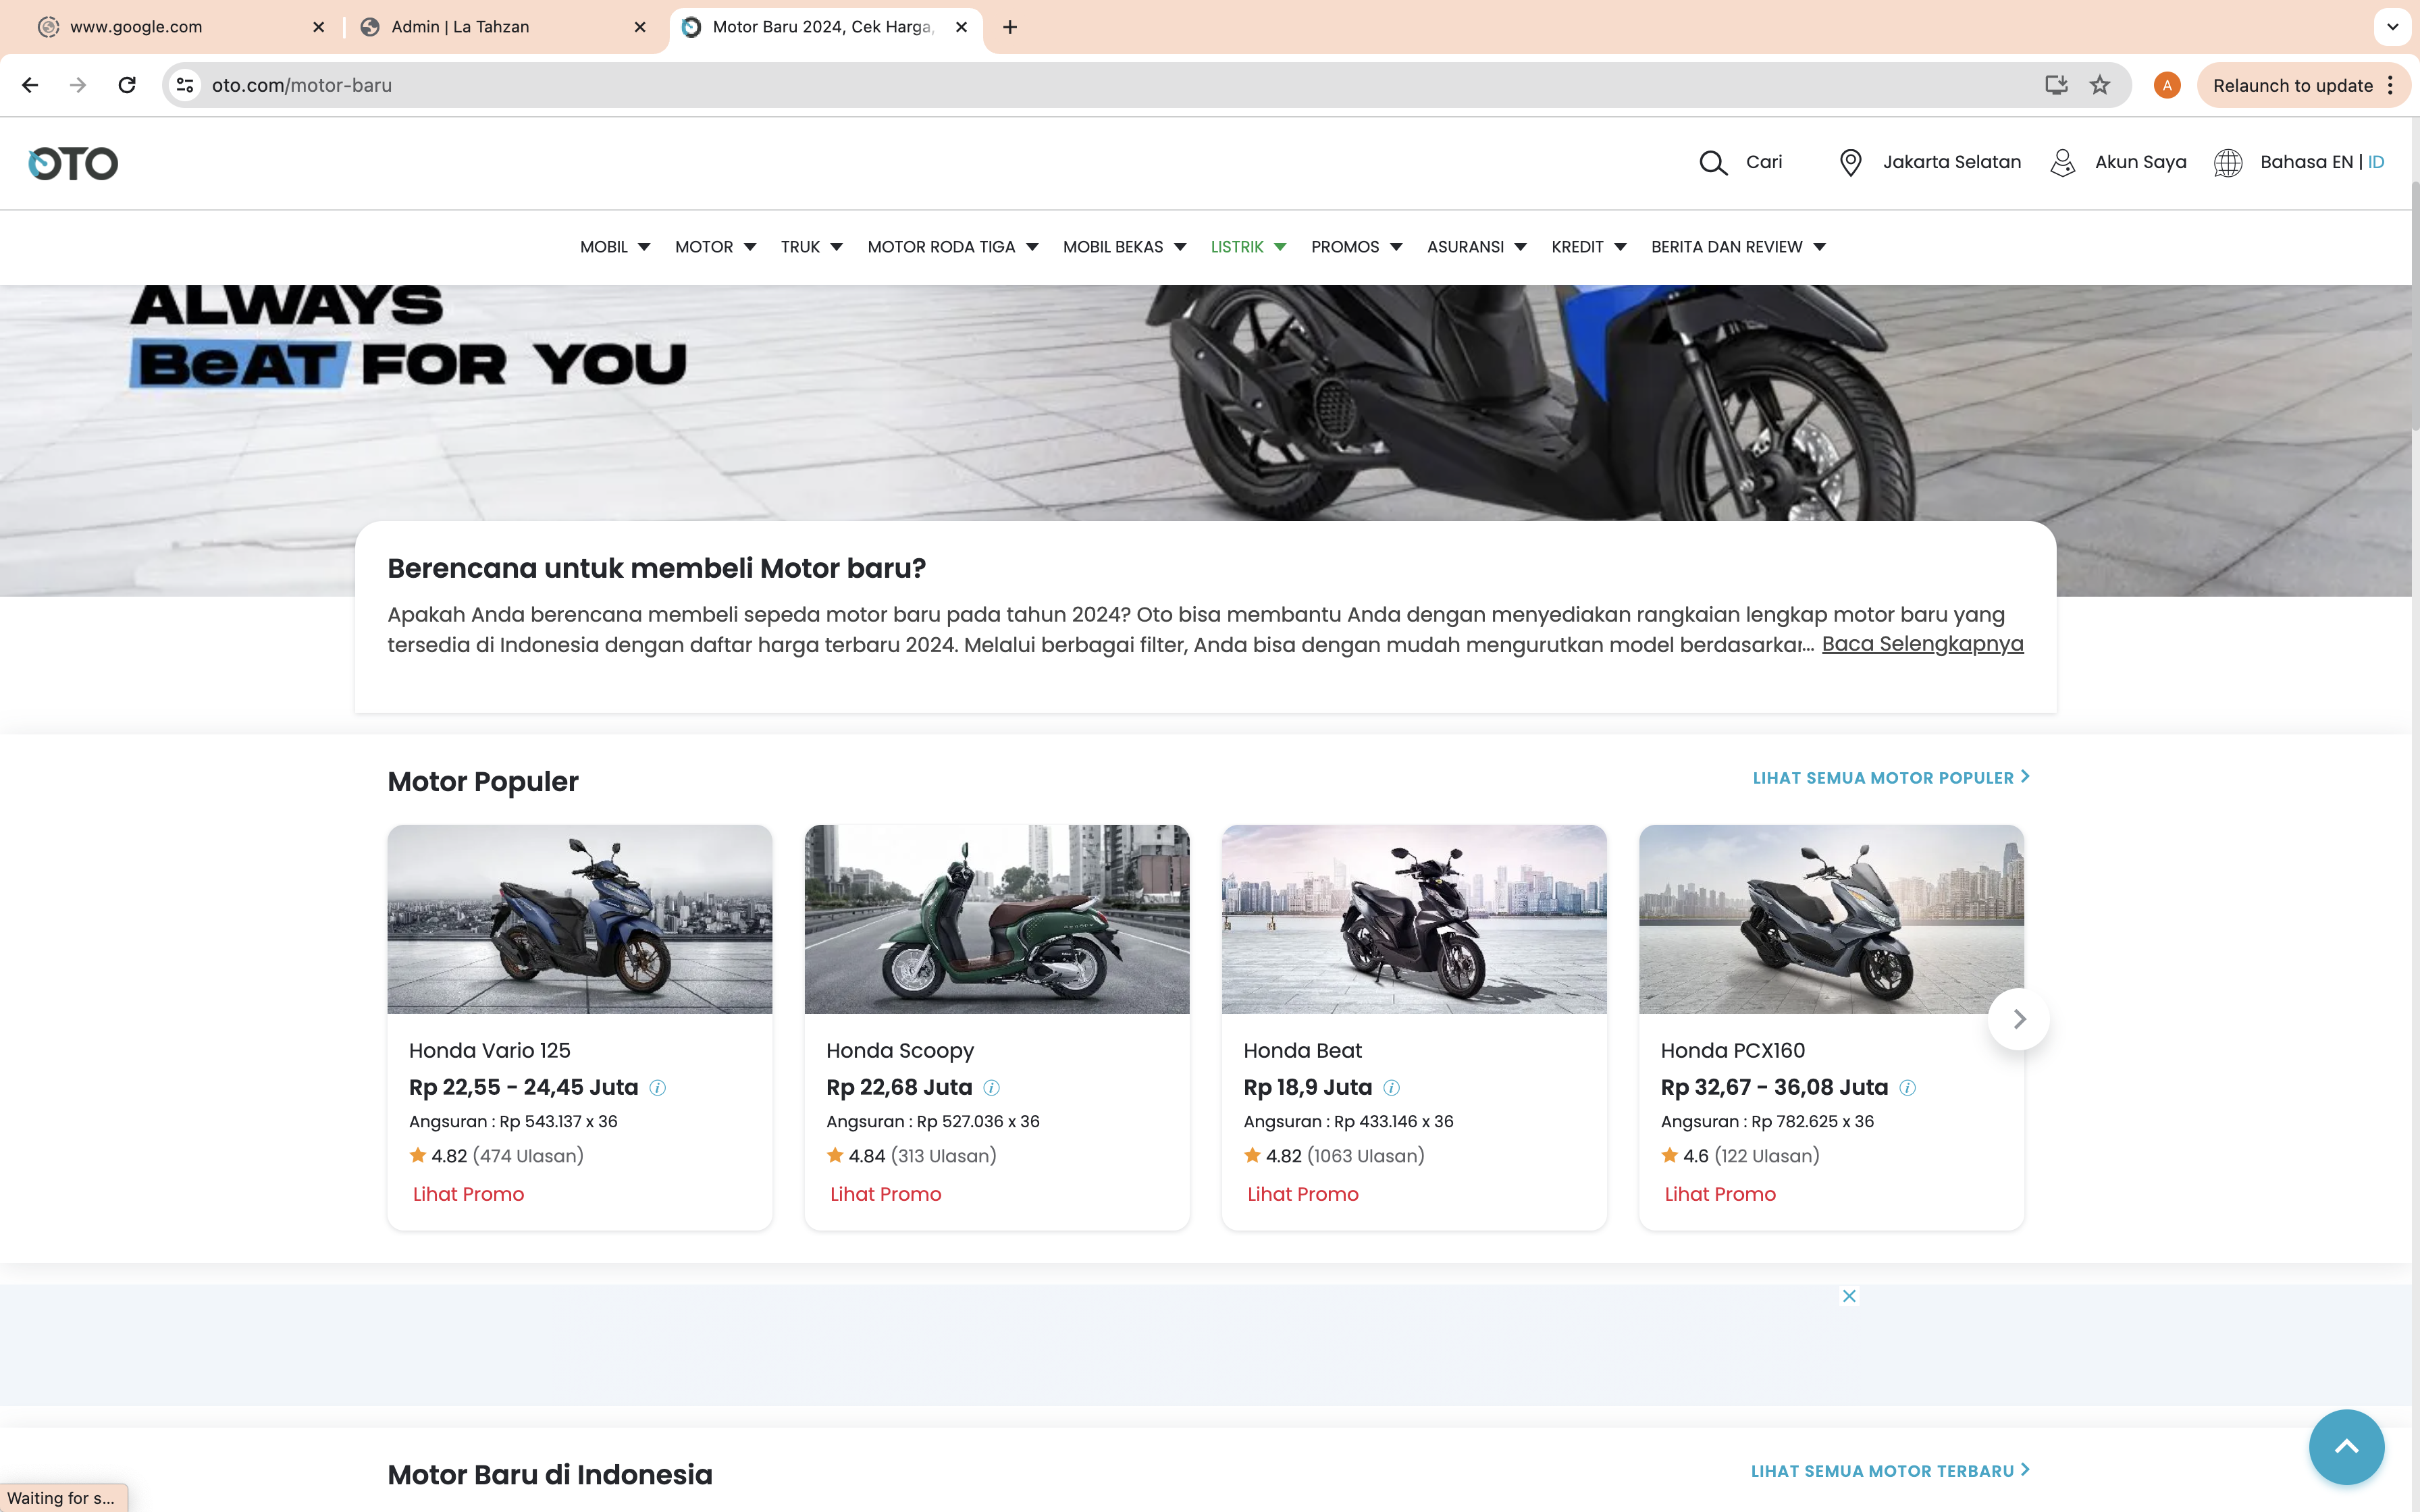 www.google.com
Admin | La Tahzan
Motor Baru 2024, Cek Harga,
oto.com/motor-baru
A
Relaunch to update
OTO
Cari
Jakarta Selatan
Akun Saya
Bahasa EN | ID
MOBIL
MOTOR
TRUK
MOTOR RODA TIGA
MOBIL BEKAS
LISTRIK
PROMOS
ASURANSI
KREDIT
BERITA DAN REVIEW
ALWAYS
BeAT FOR YOU
Berencana untuk membeli Motor baru?
Apakah Anda berencana membeli sepeda motor baru pada tahun 2024? Oto bisa membantu Anda dengan menyediakan rangkaian lengkap motor baru yang
tersedia di Indonesia dengan daftar harga terbaru 2024. Melalui berbagai filter, Anda bisa dengan mudah mengurutkan model berdasarkar... Baca Selengkapnya
Motor Populer
LIHAT SEMUA MOTOR POPULER
Honda Vario 125
Rp 22,55 - 24,45 Juta
Angsuran : Rp 543.137 x 36
4.82 (474 Ulasan)
Lihat Promo
Honda Scoopy
Rp 22,68 Juta
Angsuran : Rp 527.036 x 36
4.84 (313 Ulasan)
Lihat Promo
Honda Beat
Rp 18,9 Juta
Angsuran : Rp 433.146 x 36
4.82 (1063 Ulasan)
Lihat Promo
Honda PCX160
Rp 32,67 - 36,08 Juta
Angsuran : Rp 782.625 x 36
4.6 (122 Ulasan)
Lihat Promo
Motor Baru di Indonesia
LIHAT SEMUA MOTOR TERBARU
Waiting for s...